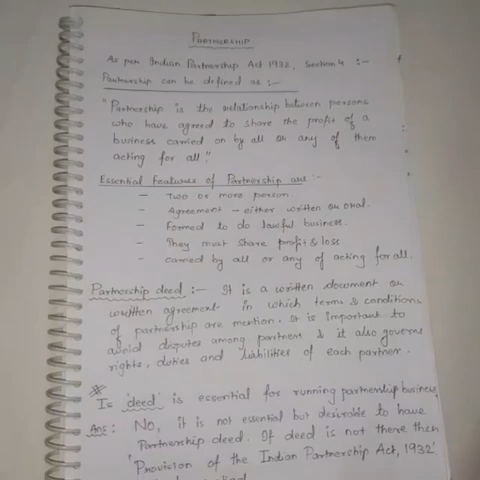 PARTNERSHIP
As per Indian Partnership Act 1932, Section 4 :-
Partnership can be defined as :-
"Partnership is the relationship between persons
who have agreed to share the profit of a
business carried on by all or any of them
acting for all."
Essential Features of Partnership are :-
- Two or more person.
- Agreement - either written or oral.
- Formed to do lawful business.
- They must share profit & loss
- carried by all or any of acting for all.
Partnership deed :- It is a written document or
written agreement in which term & conditions
of partnership are mention. It is important to
avoid disputes among partners & it also governs
rights, duties and liabilities of each partner.
Is 'deed' is essential for running partnership business
Ans : No, it is not essential but desirable to have
Partnership deed. If deed is not there then
'Provision of the Indian Partnership Act, 1932'